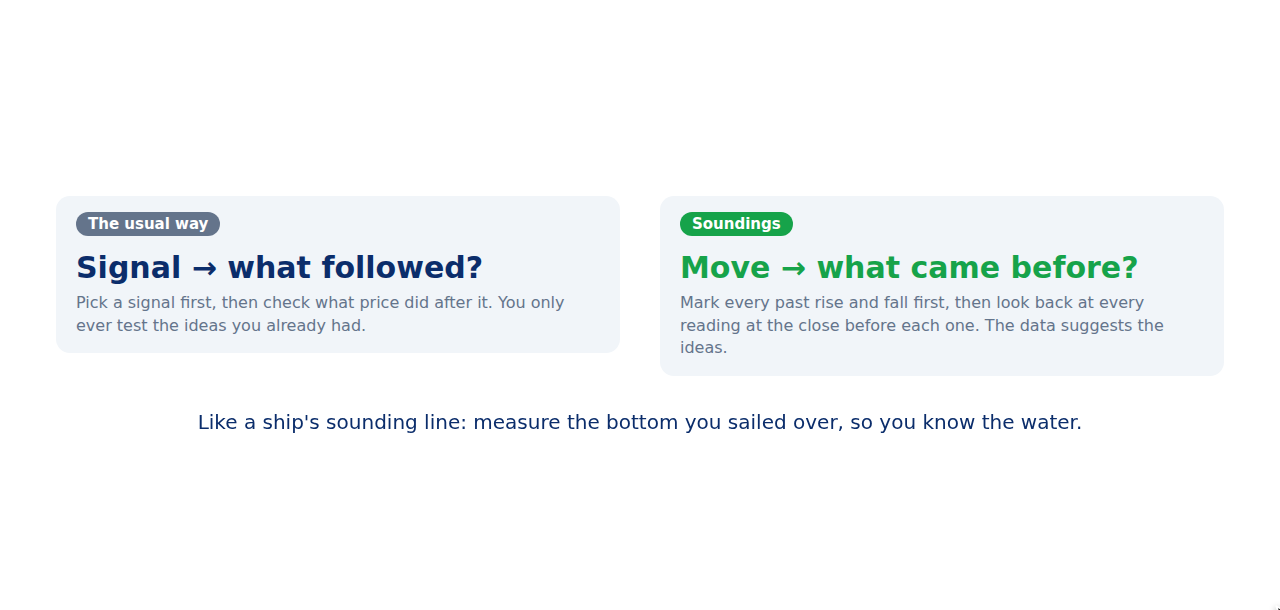 The usual way
Signal → what followed?
Pick a signal first, then check what price did after it. You only
ever test the ideas you already had.
Soundings
Move → what came before?
Mark every past rise and fall first, then look back at every
reading at the close before each one. The data suggests the
ideas.
Like a ship's sounding line: measure the bottom you sailed over, so you know the water.